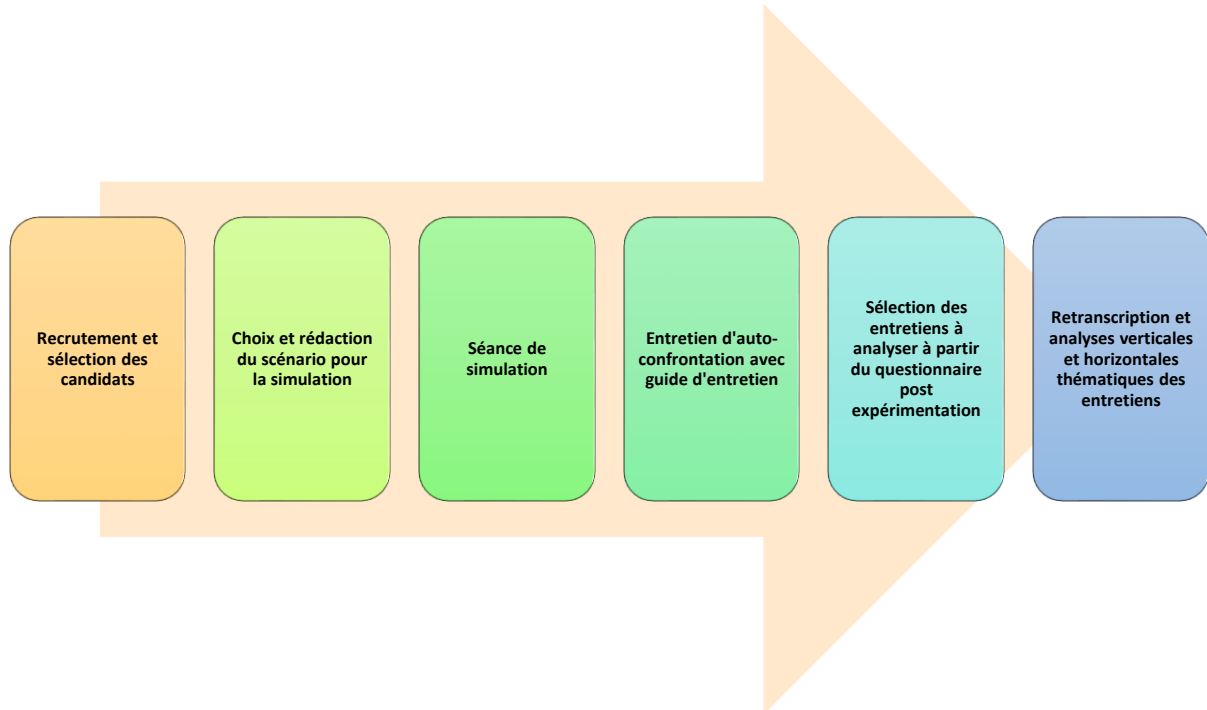 Recrutement et
sélection des
candidats
Choix et rédaction
du scénario pour
la simulation
Séance de
simulation
Entretien d'auto-
confrontation avec
guide d'entretien
Sélection des
entretiens à
analyser à partir
du questionnaire
post
expérimentation
Retranscription et
analyses verticales
et horizontales
thématiques des
entretiens